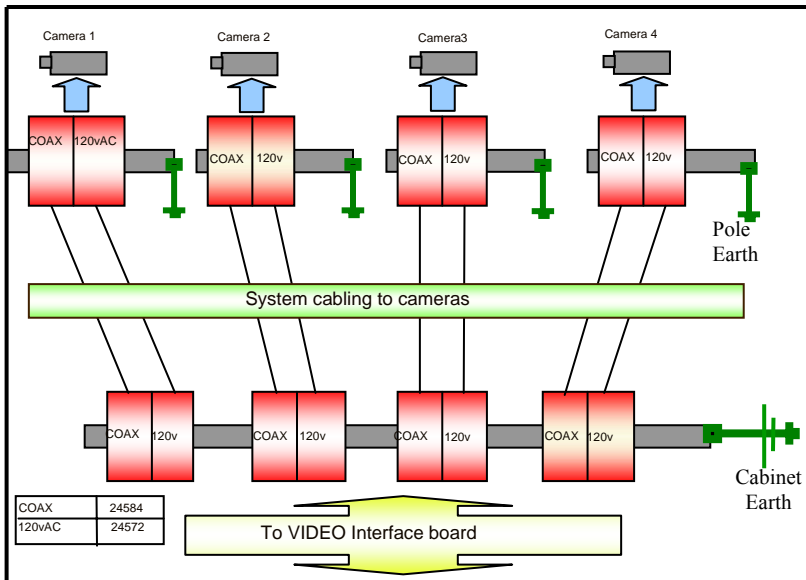 Camera 1
Camera 2
Camera3
Camera 4
COAX 120vAC
COAX 120v
COAX 120v
COAX 120v
Pole
Earth
System cabling to cameras
COAX 120v
COAX 120v
COAX 120v
COAX 120v
Cabinet
Earth
COAX 24584
120vAC 24572
To VIDEO Interface board